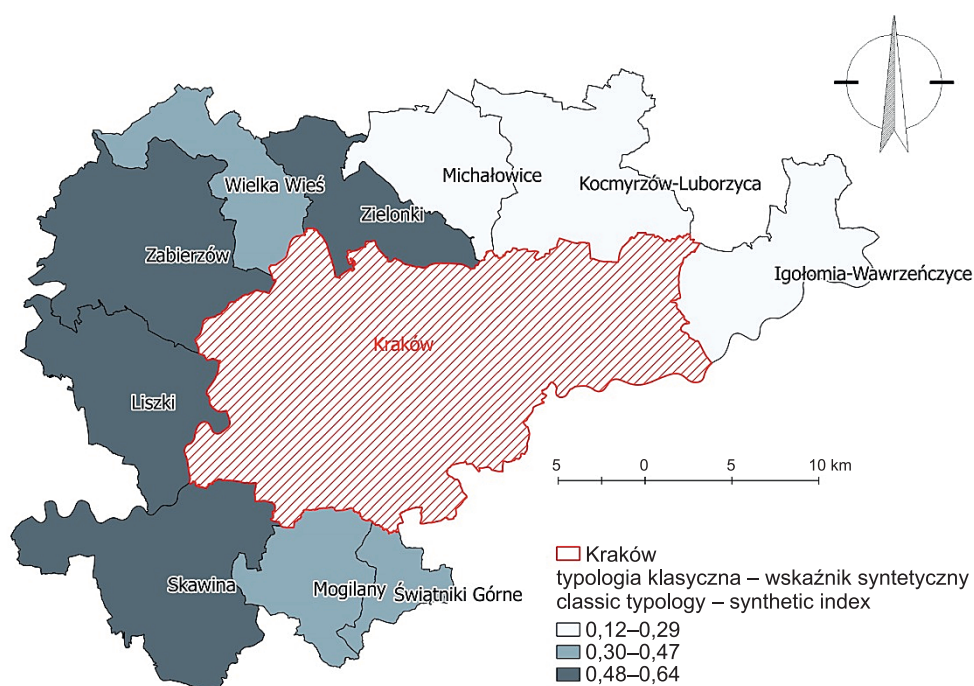 Wielka Wieś
Michałowice
Kocmyrzów-Luborzyca
Zielonki
Zabierzów
Igołomia-Wawrzeńczyce
Kraków
Liszki
5 0 5 10 km
Skawina
Mogilany
Świątniki Górne
Kraków
typologia klasyczna – wskaźnik syntetyczny
classic typology – synthetic index
0,12–0,29
0,30–0,47
0,48–0,64